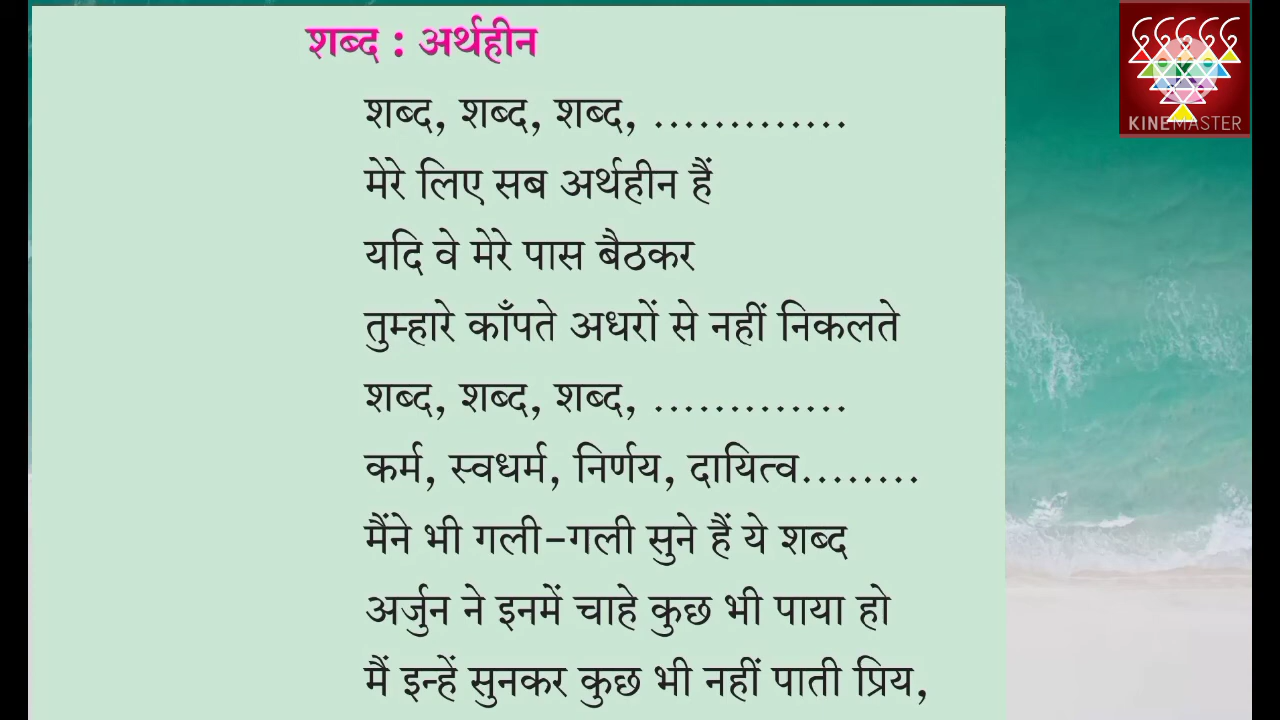 शब्द : अर्थहीन
शब्द, शब्द, शब्द, .............
मेरे लिए सब अर्थहीन हैं
यदि वे मेरे पास बैठकर
तुम्हारे काँपते अधरों से नहीं निकलते
शब्द, शब्द, शब्द, .............
कर्म, स्वधर्म, निर्णय, दायित्व........
मैंने भी गली-गली सुने हैं ये शब्द
अर्जुन ने इनमें चाहे कुछ भी पाया हो
मैं इन्हें सुनकर कुछ भी नहीं पाती प्रिय,
KINEMASTER